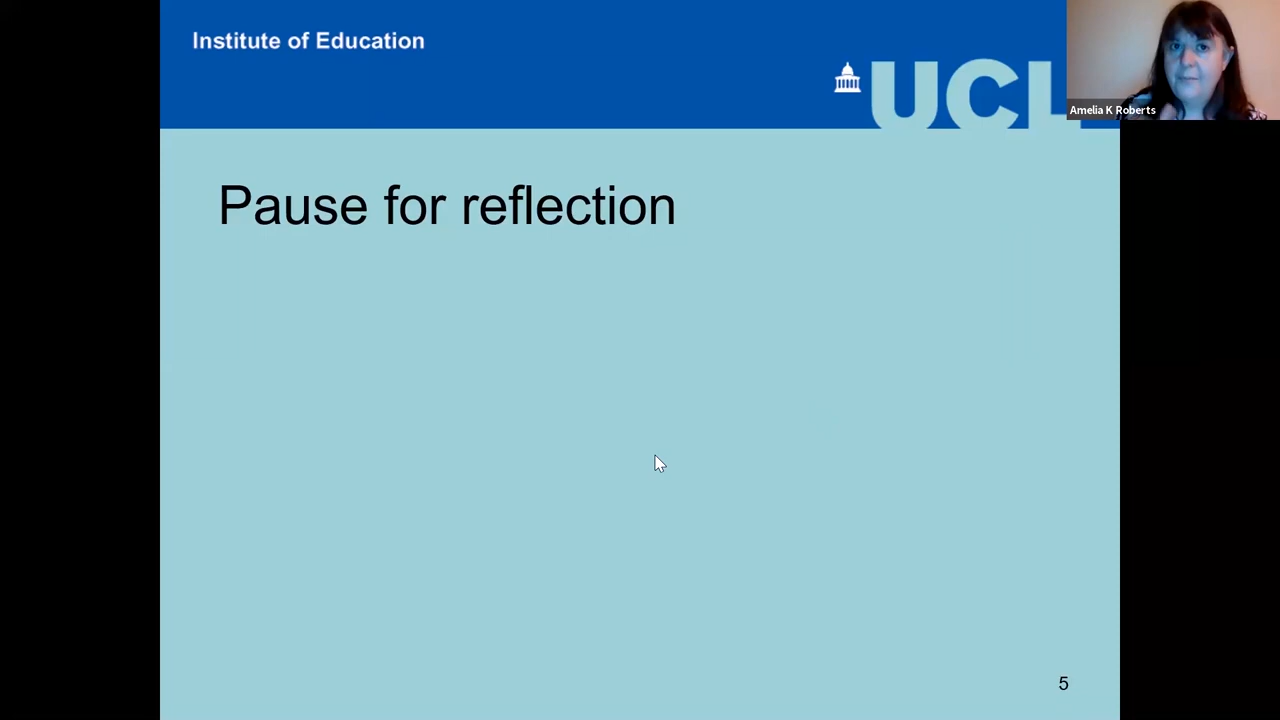 Institute of Education
UCL
Amelia K Roberts
Pause for reflection
5